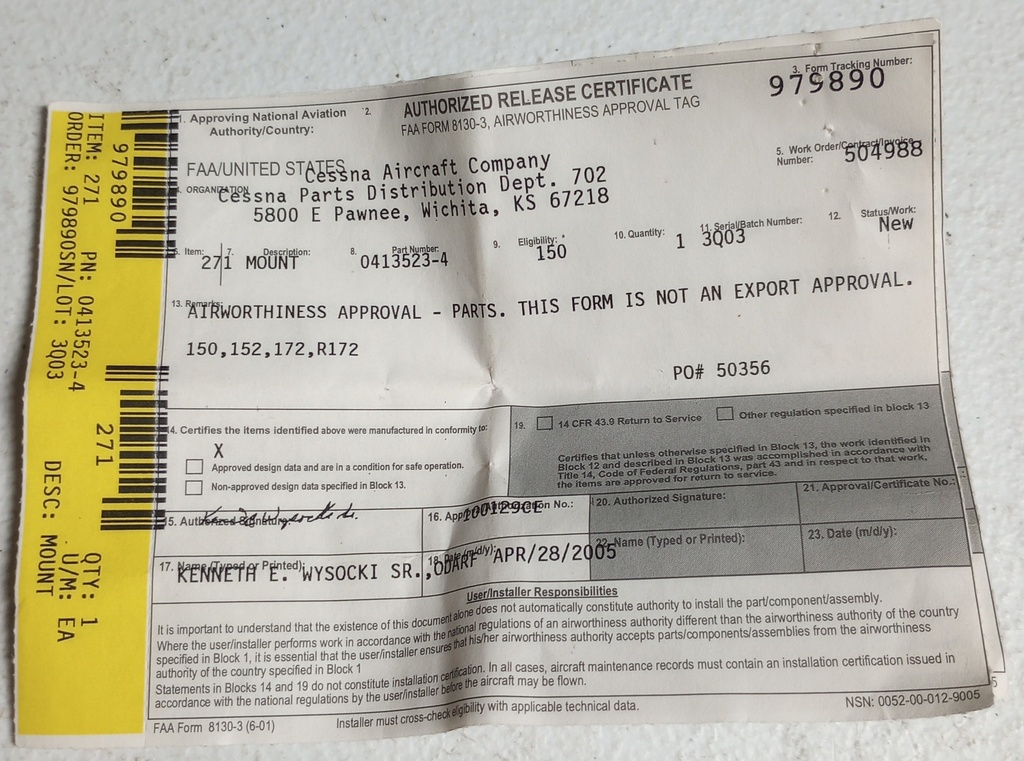 ITEM: 271 PN: 0413523-4 QTY: 1
ORDER: 979890SN/LOT: 3Q03 U/M: EA
DESC: MOUNT
979890
271
1. Approving National Aviation Authority/Country:
2.
AUTHORIZED RELEASE CERTIFICATE
FAA FORM 8130-3, AIRWORTHINESS APPROVAL TAG
3. Form Tracking Number:
979890
FAA/UNITED STATES
ORGANIZATION
Cessna Aircraft Company
Cessna Parts Distribution Dept. 702
5800 E Pawnee, Wichita, KS 67218
5. Work Order/Contract/Invoice Number:
504988
6. Item: 7. Description: 8. Part Number: 9. Eligibility: * 10. Quantity: 11. Serial/Batch Number: 12. Status/Work:
271 MOUNT 0413523-4 150 1 3Q03 New
13. Remarks:
AIRWORTHINESS APPROVAL - PARTS. THIS FORM IS NOT AN EXPORT APPROVAL.
150,152,172,R172
PO# 50356
14. Certifies the items identified above were manufactured in conformity to:
X
Approved design data and are in a condition for safe operation.
Non-approved design data specified in Block 13.
19. 14 CFR 43.9 Return to Service Other regulation specified in block 13
Certifies that unless otherwise specified in Block 13, the work identified in
Block 12 and described in Block 13 was accomplished in accordance with
Title 14, Code of Federal Regulations, part 43 and in respect to that work,
the items are approved for return to service.
15. Authorized Signature:
16. Approval/Authorization No.:
100129CE
20. Authorized Signature:
21. Approval/Certificate No.:
17. Name (Typed or Printed):
KENNETH E. WYSOCKI SR.,ODARF
18. Date (m/d/y):
APR/28/2005
22. Name (Typed or Printed):
23. Date (m/d/y):
User/Installer Responsibilities
It is important to understand that the existence of this document alone does not automatically constitute authority to install the part/component/assembly.
Where the user/installer performs work in accordance with the national regulations of an airworthiness authority different than the airworthiness authority of the country
specified in Block 1, it is essential that the user/installer ensures that his/her airworthiness authority accepts parts/components/assemblies from the airworthiness
authority of the country specified in Block 1
Statements in Blocks 14 and 19 do not constitute installation certification. In all cases, aircraft maintenance records must contain an installation certification issued in
accordance with the national regulations by the user/installer before the aircraft may be flown.
FAA Form 8130-3 (6-01)
Installer must cross-check eligibility with applicable technical data.
NSN: 0052-00-012-9005